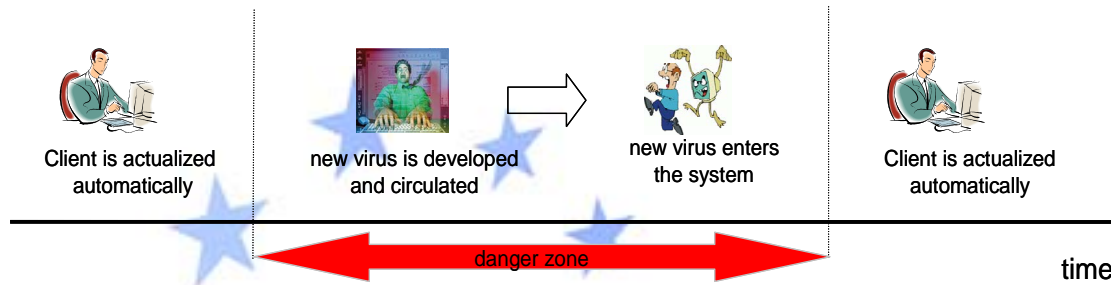 Client is actualized
automatically
new virus is developed
and circulated
new virus enters
the system
Client is actualized
automatically
danger zone
time